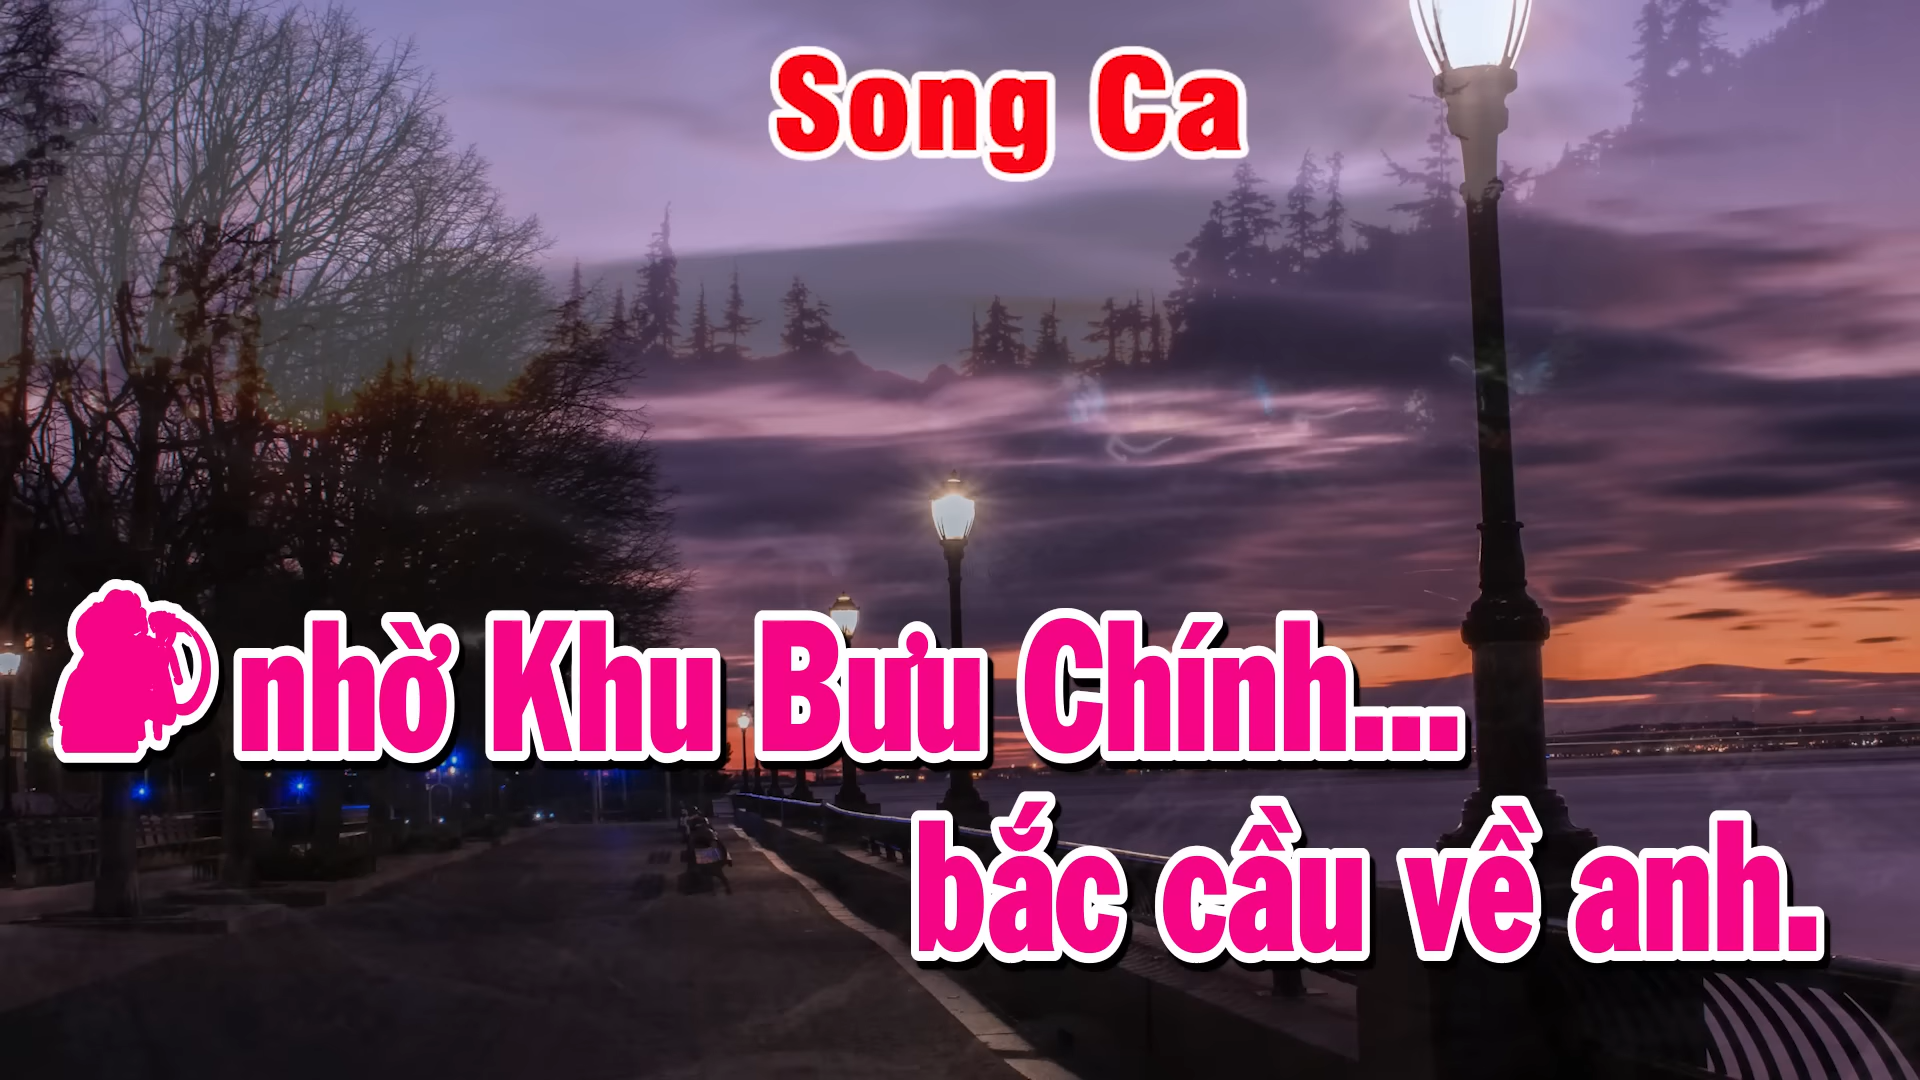 Song Ca
nhờ Khu Bưu Chính...
bắc cầu về anh.